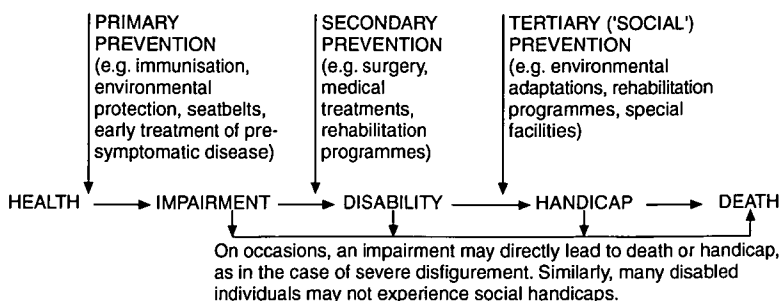 PRIMARY
PREVENTION
(e.g. immunisation,
environmental
protection, seatbelts,
early treatment of pre-
symptomatic disease)
SECONDARY
PREVENTION
(e.g. surgery,
medical
treatments,
rehabilitation
programmes)
TERTIARY ('SOCIAL')
PREVENTION
(e.g. environmental
adaptations, rehabilitation
programmes, special
facilities)
HEALTH IMPAIRMENT DISABILITY HANDICAP DEATH
On occasions, an impairment may directly lead to death or handicap,
as in the case of severe disfigurement. Similarly, many disabled
individuals may not experience social handicaps.